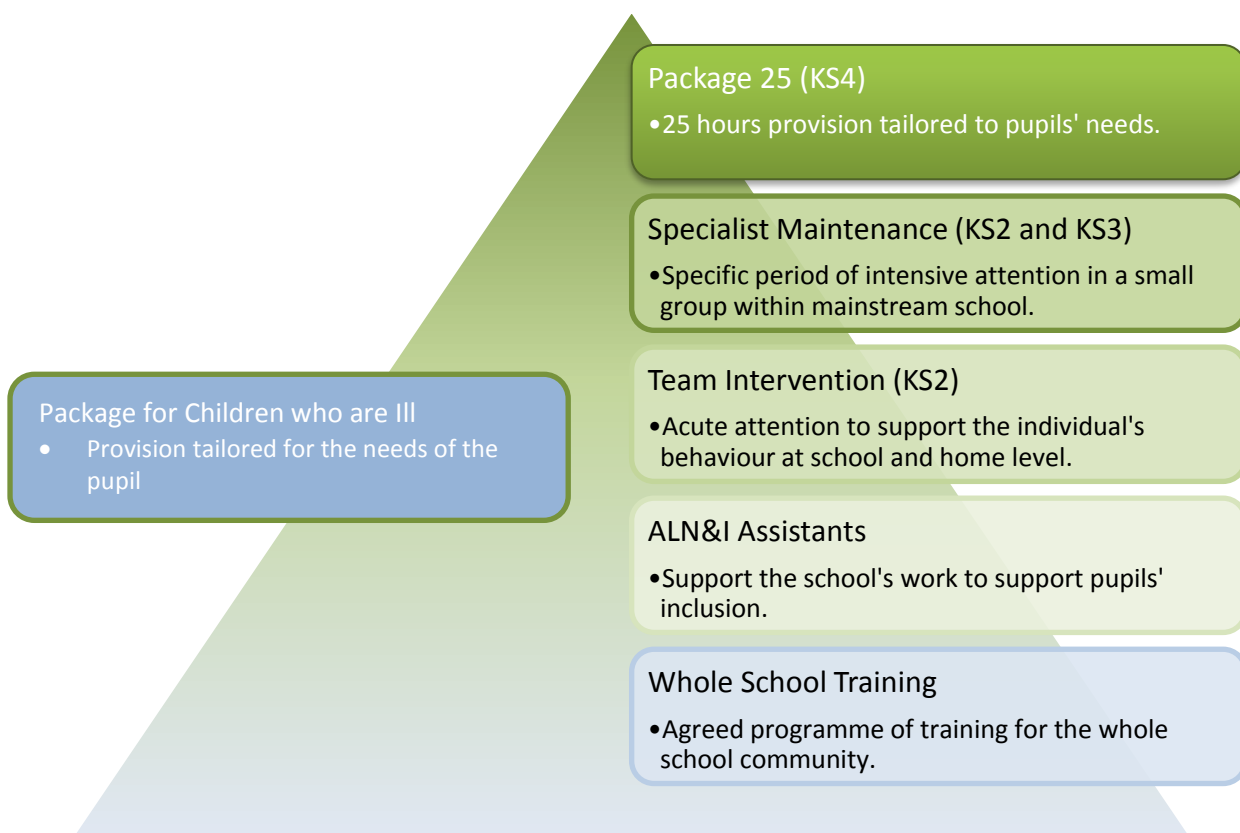 Package 25 (KS4)
•25 hours provision tailored to pupils' needs.
Specialist Maintenance (KS2 and KS3)
•Specific period of intensive attention in a small
group within mainstream school.
Team Intervention (KS2)
•Acute attention to support the individual's
behaviour at school and home level.
Package for Children who are Ill
• Provision tailored for the needs of the
pupil
ALN&I Assistants
•Support the school's work to support pupils'
inclusion.
Whole School Training
•Agreed programme of training for the whole
school community.